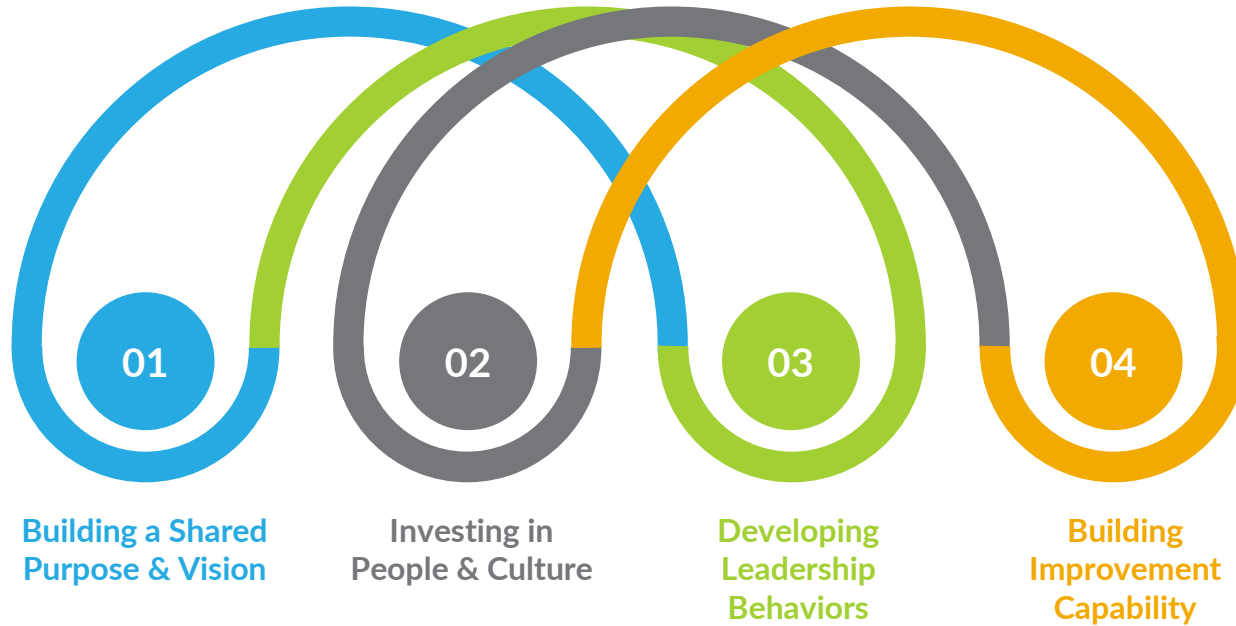 01
02
03
04
Building a Shared
Purpose & Vision
Investing in
People & Culture
Developing
Leadership
Behaviors
Building
Improvement
Capability